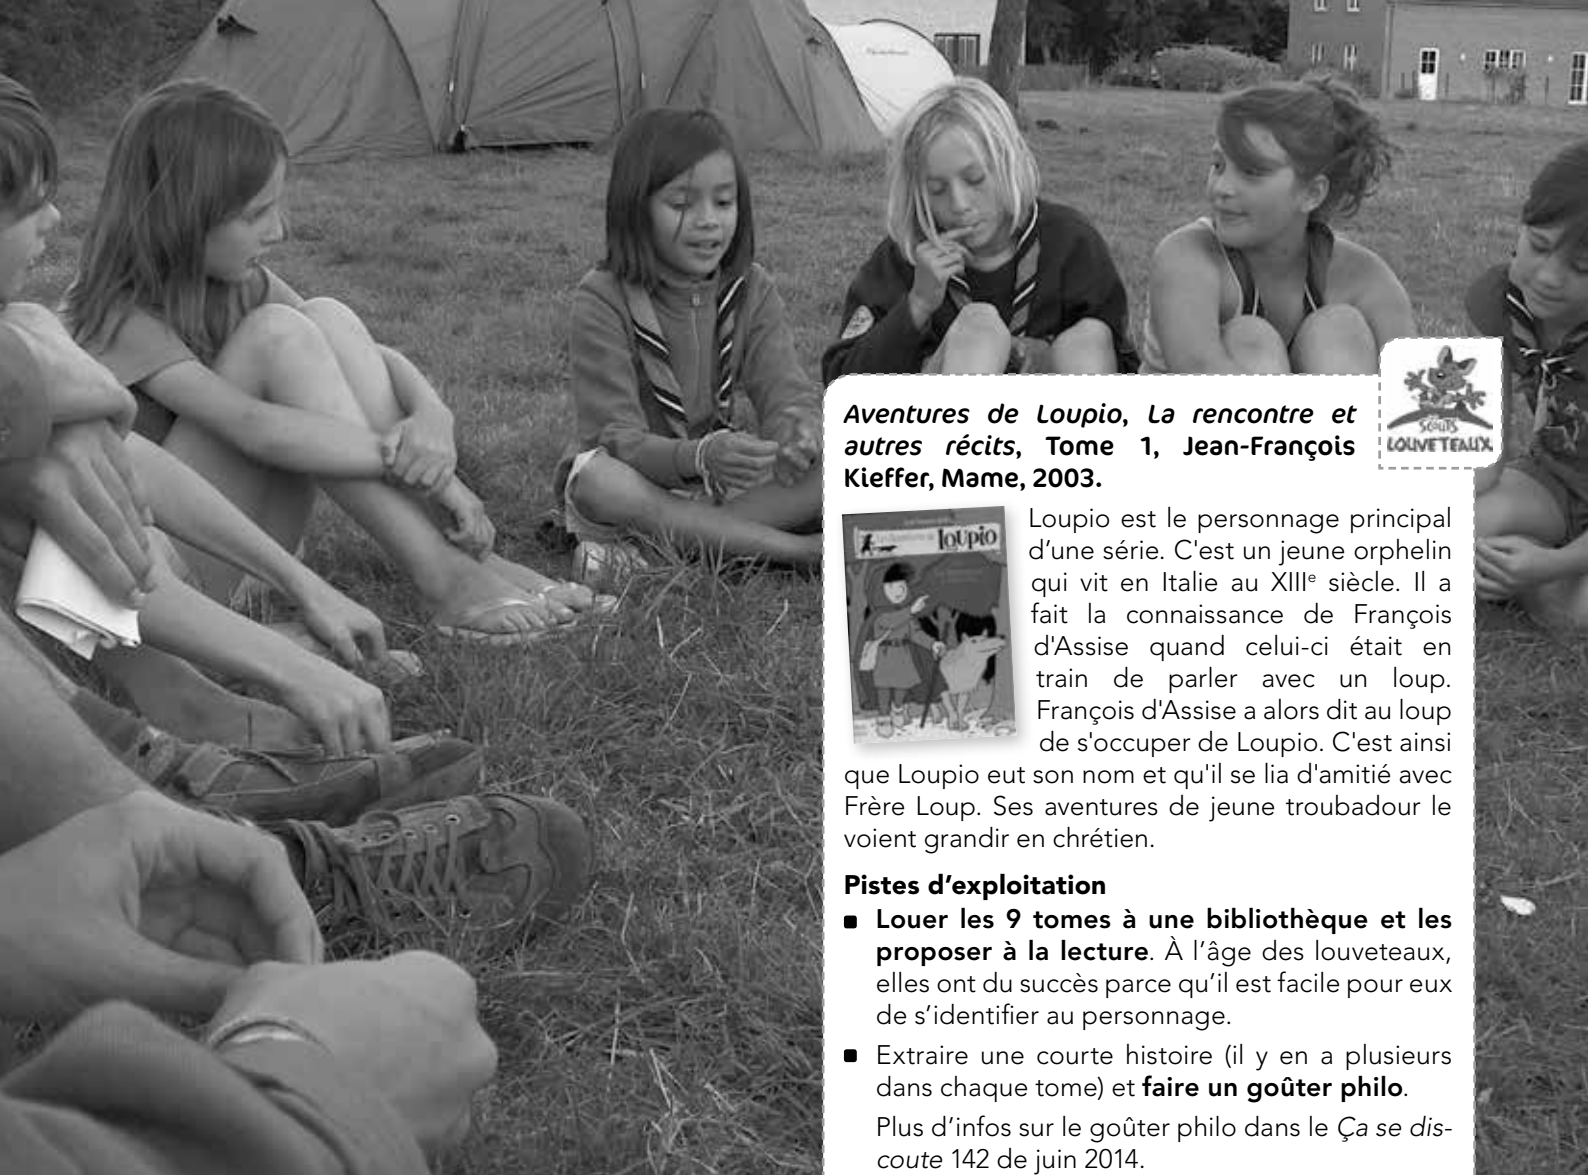 SCOUTS
LOUVETEAUX
Aventures de Loupio, La rencontre et
autres récits, Tome 1, Jean-François
Kieffer, Mame, 2003.
loupio
Loupio est le personnage principal
d’une série. C'est un jeune orphelin
qui vit en Italie au XIIIe siècle. Il a
fait la connaissance de François
d'Assise quand celui-ci était en
train de parler avec un loup.
François d'Assise a alors dit au loup
de s'occuper de Loupio. C'est ainsi
que Loupio eut son nom et qu'il se lia d'amitié avec
Frère Loup. Ses aventures de jeune troubadour le
voient grandir en chrétien.
Pistes d’exploitation
Louer les 9 tomes à une bibliothèque et les
proposer à la lecture. À l’âge des louveteaux,
elles ont du succès parce qu’il est facile pour eux
de s’identifier au personnage.
Extraire une courte histoire (il y en a plusieurs
dans chaque tome) et faire un goûter philo.
Plus d’infos sur le goûter philo dans le Ça se dis-
coute 142 de juin 2014.